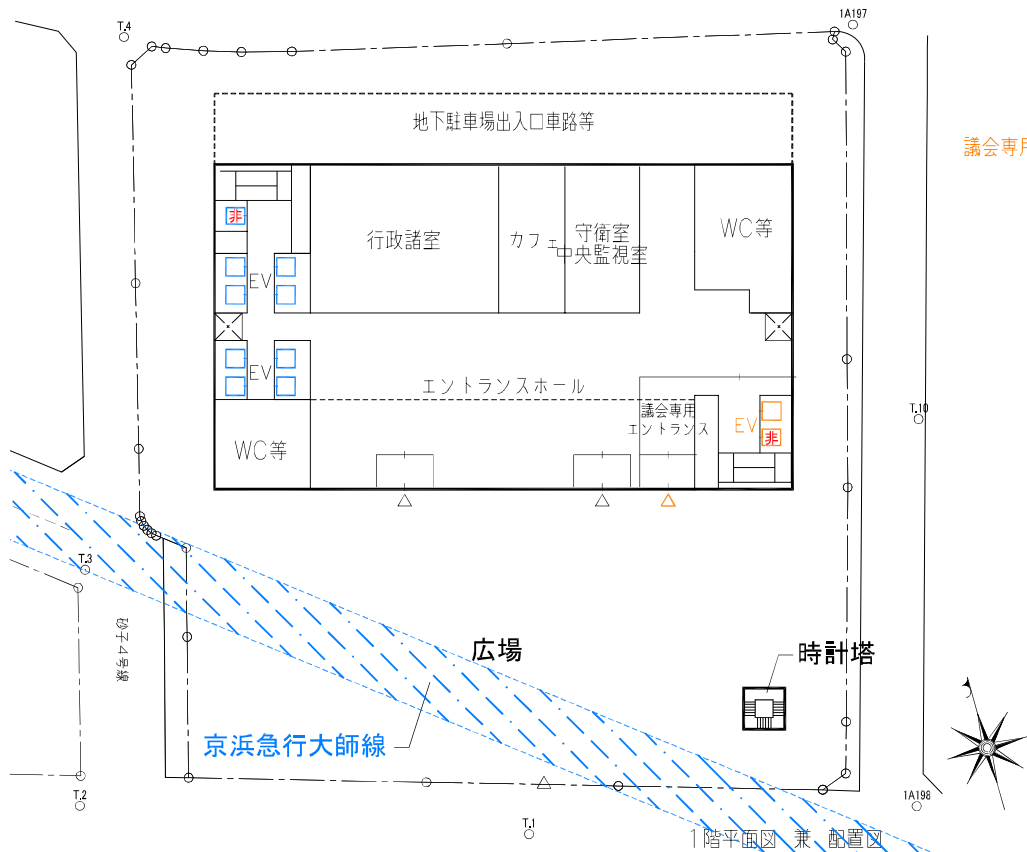 T.4
1A197
地下駐車場出入口車路等
議会専用
非
行政諸室
カフェ
守衛室
中央監視室
WC等
EV
EV
エントランスホール
議会専用
エントランス
EV
非
WC等
T.10
T.3
砂子4号線
広場
時計塔
京浜急行大師線
T.2
T.1
1A198
1階平面図 兼 配置図